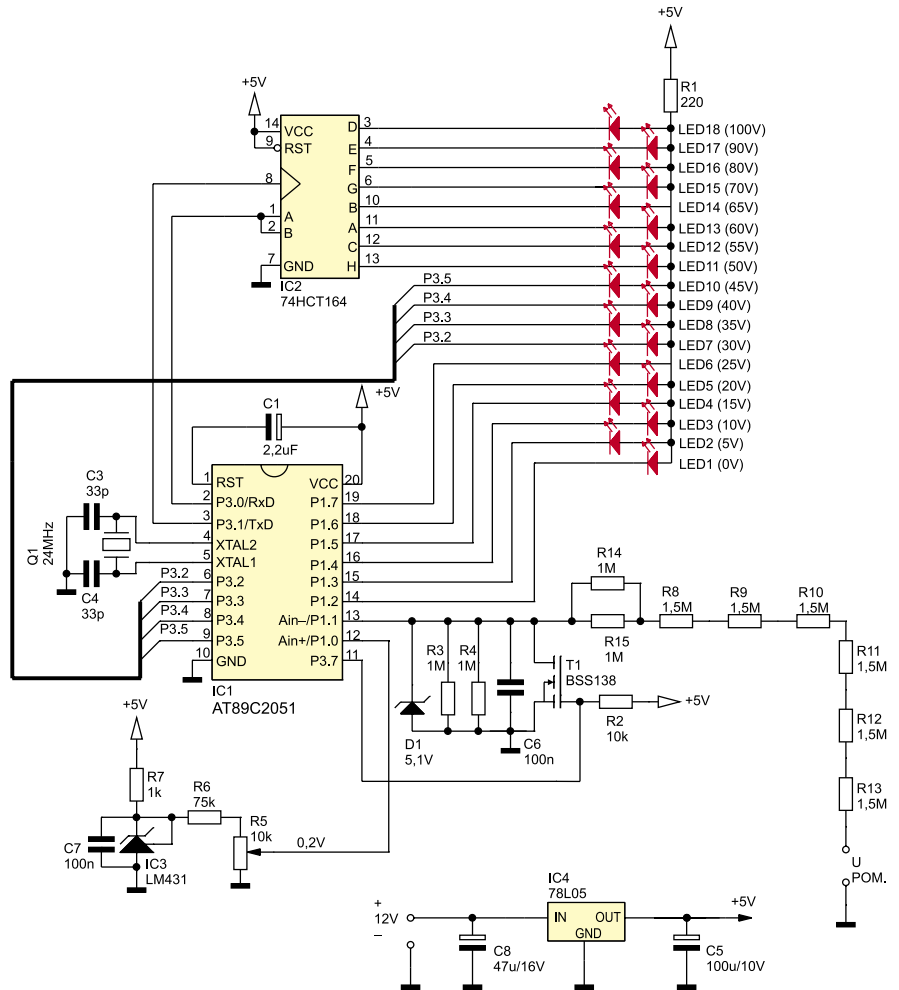 +5V
R1
220
+5V
14
VCC
9
RST
8
1
A
2
B
7
GND
D
3
E
4
F
5
G
6
B
10
A
11
C
12
H
13
IC2
74HCT164
LED18 (100V)
LED17 (90V)
LED16 (80V)
LED15 (70V)
LED14 (65V)
LED13 (60V)
LED12 (55V)
LED11 (50V)
LED10 (45V)
LED9 (40V)
LED8 (35V)
LED7 (30V)
LED6 (25V)
LED5 (20V)
LED4 (15V)
LED3 (10V)
LED2 (5V)
LED1 (0V)
P3.5
P3.4
P3.3
P3.2
+5V
C1
2,2uF
C3
33p
Q1
24MHz
C4
33p
1
RST
2
P3.0/RxD
3
P3.1/TxD
4
XTAL2
5
XTAL1
P3.2
6
P3.2
P3.3
7
P3.3
P3.4
8
P3.4
P3.5
9
P3.5
10
GND
VCC
20
P1.7
19
P1.6
18
P1.5
17
P1.4
16
P1.3
15
P1.2
14
Ain–/P1.1
13
Ain+/P1.0
12
P3.7
11
IC1
AT89C2051
R14
1M
R15
1M
R8
1,5M
R9
1,5M
R10
1,5M
R11
1,5M
R12
1,5M
R13
1,5M
U
POM.
R3
1M
R4
1M
T1
BSS138
+5V
R2
10k
D1
5,1V
C6
100n
+5V
R7
1k
R6
75k
R5
10k
0,2V
C7
100n
IC3
LM431
+
12V
–
IC4
78L05
IN
OUT
GND
+5V
C8
47u/16V
C5
100u/10V